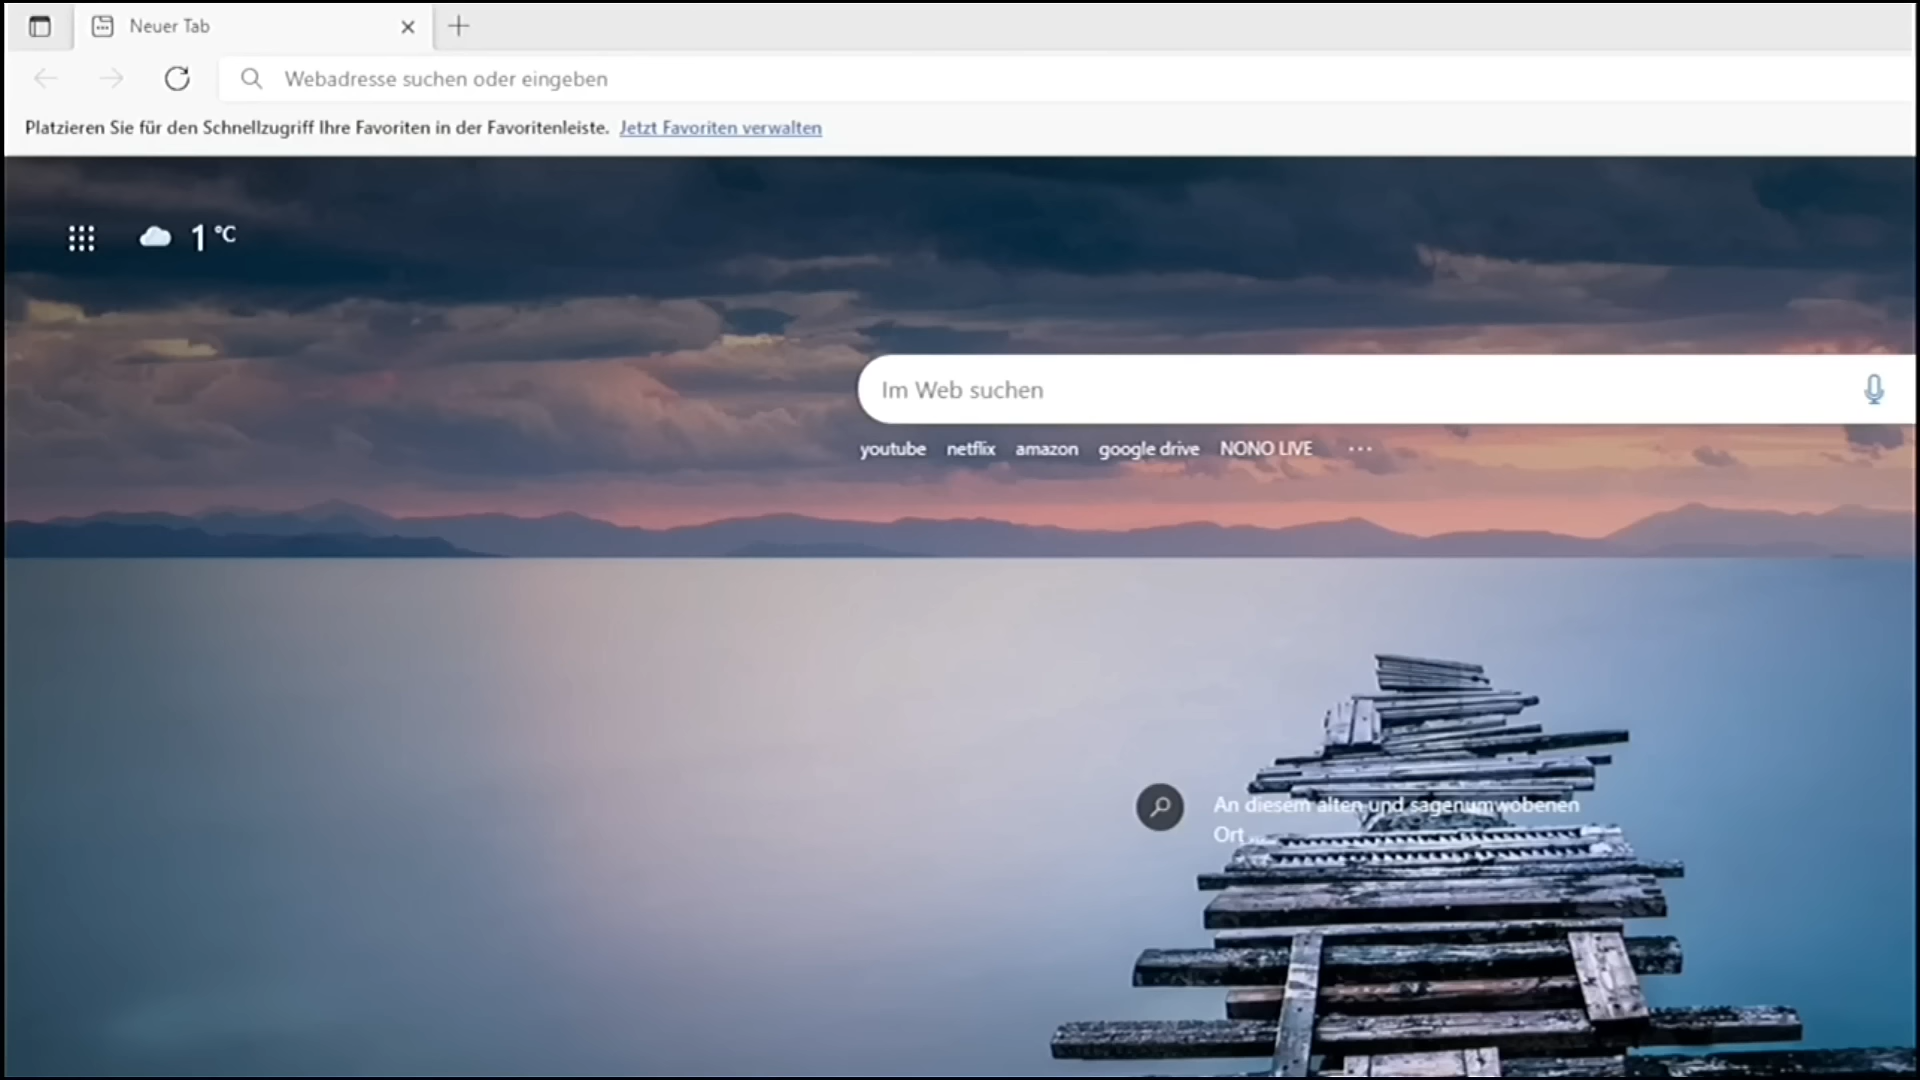 Neuer Tab
Webadresse suchen oder eingeben
Platzieren Sie für den Schnellzugriff Ihre Favoriten in der Favoritenleiste. Jetzt Favoriten verwalten
1 °C
Im Web suchen
youtube netflix amazon google drive NONO LIVE ...
An diesem alten und sagenumwobenen
Ort...